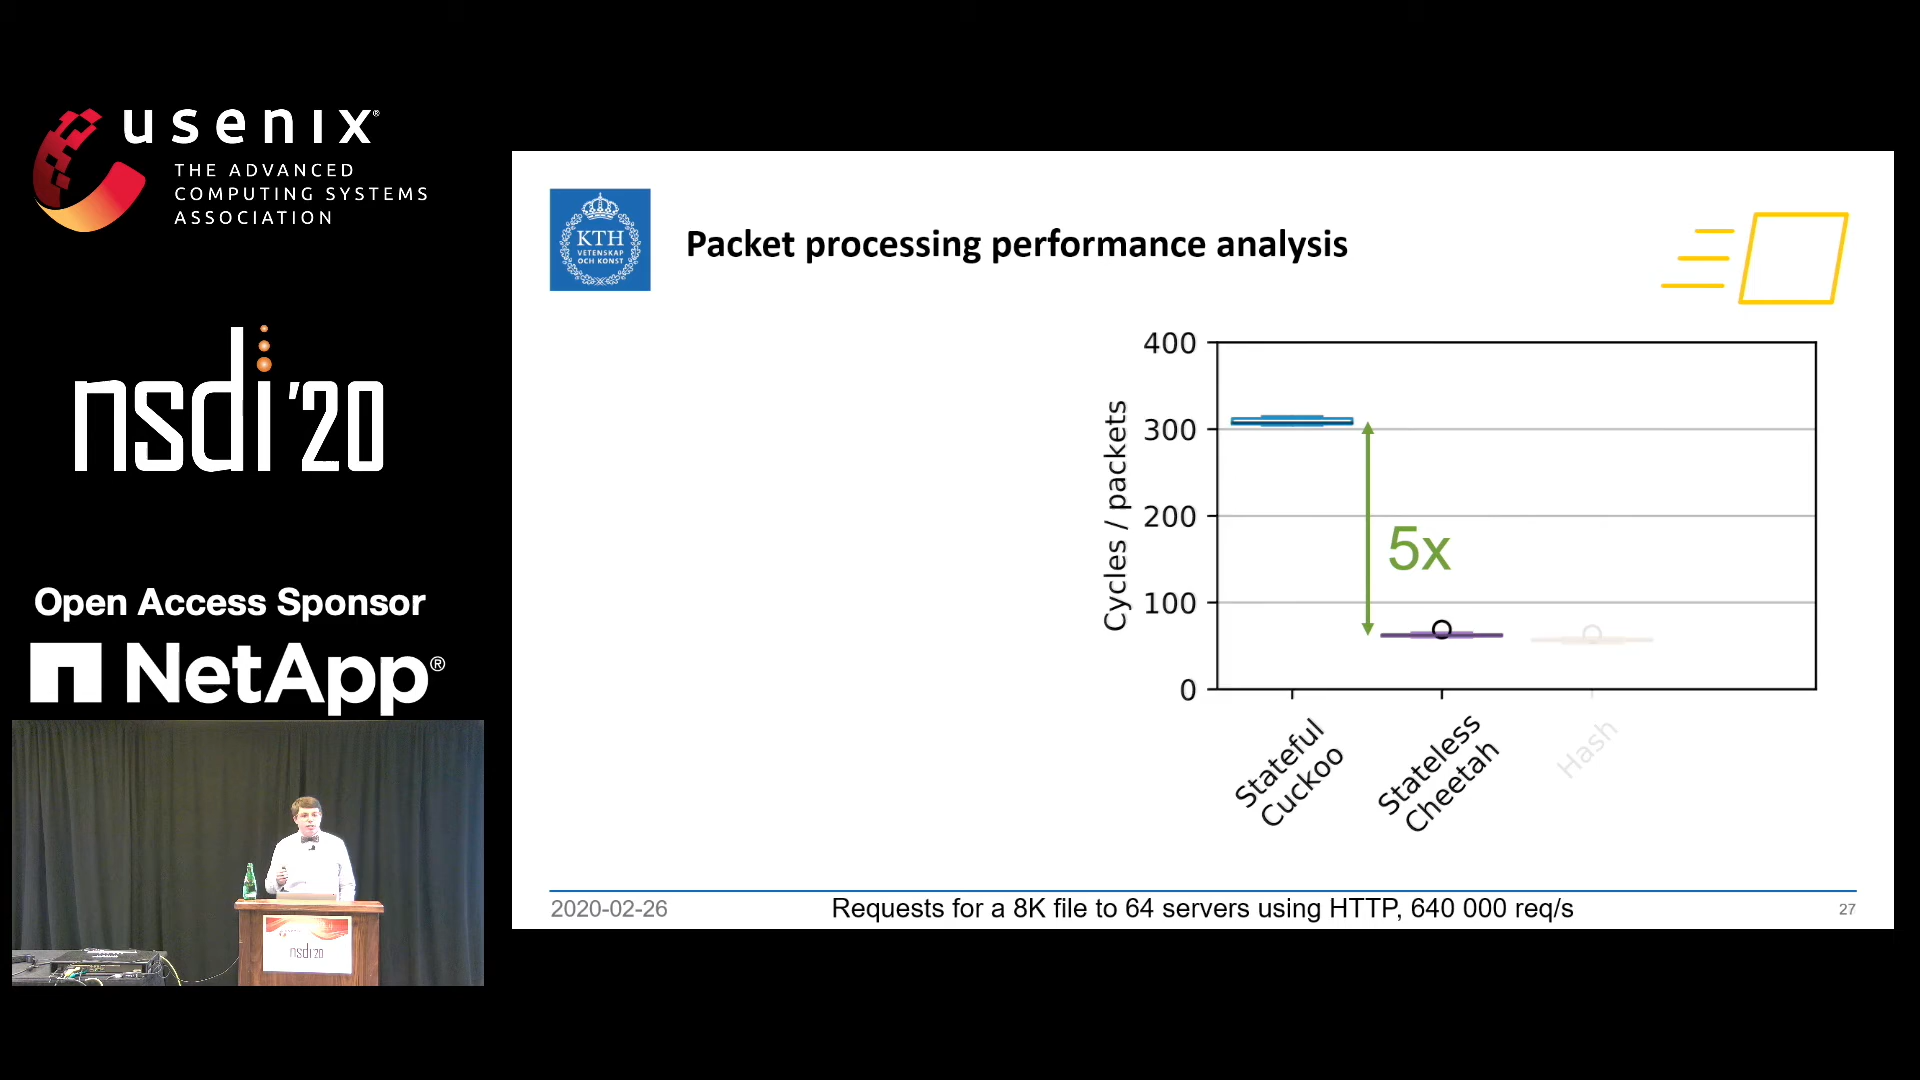 usenix®
THE ADVANCED
COMPUTING SYSTEMS
ASSOCIATION
nsdi '20
Open Access Sponsor
NetApp®
nsdi '20
KTH
VETENSKAP
OCH KONST
Packet processing performance analysis
400
300
200
100
0
Cycles / packets
5x
Stateful
Cuckoo
Stateless
Cheetah
Hash
2020-02-26
Requests for a 8K file to 64 servers using HTTP, 640 000 req/s
27